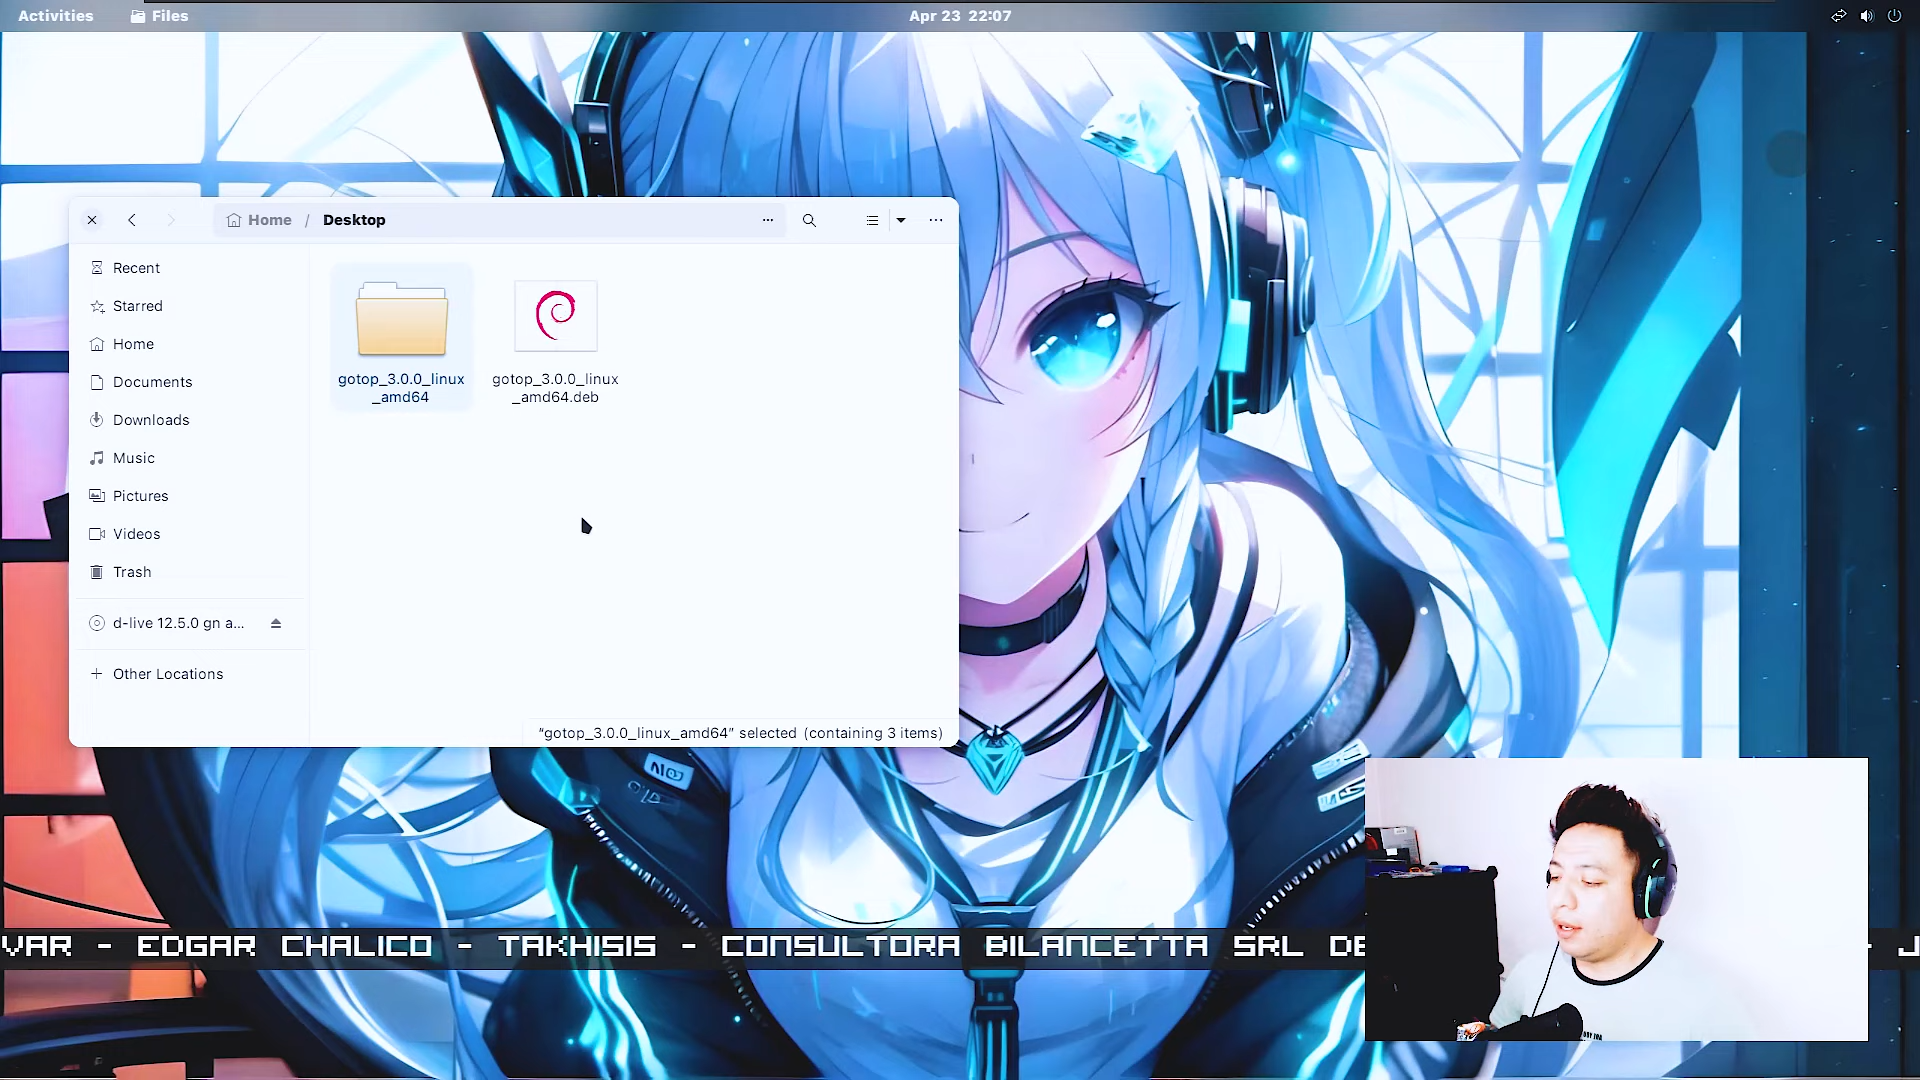 Activities
Files
Apr 23 22:07
Home / Desktop
Recent
Starred
Home
Documents
Downloads
Music
Pictures
Videos
Trash
d-live 12.5.0 gn a...
Other Locations
gotop_3.0.0_linux
_amd64
gotop_3.0.0_linux
_amd64.deb
“gotop_3.0.0_linux_amd64” selected (containing 3 items)
VAR - EDGAR CHALICO - TAKHISIS - CONSULTORA BILANCETTA SRL DE
- J